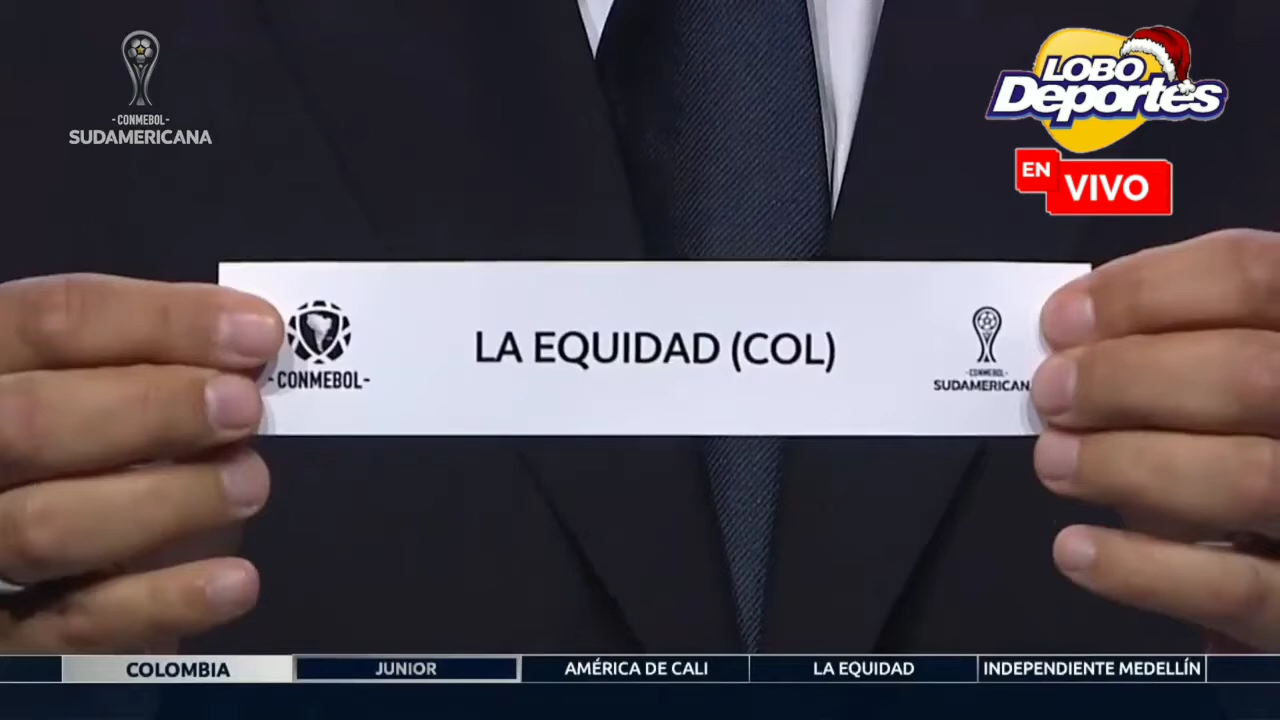 -CONMEBOL-
SUDAMERICANA
LOBO
Deportes
EN
VIVO
LA EQUIDAD (COL)
-CONMEBOL-
-CONMEBOL-
SUDAMERICAN
COLOMBIA
JUNIOR
AMÉRICA DE CALI
LA EQUIDAD
INDEPENDIENTE MEDELLÍN